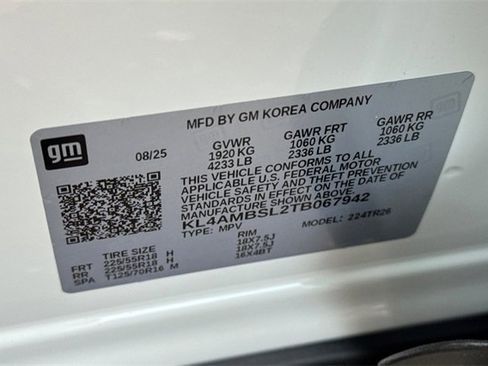 MFD BY GM KOREA COMPANY
gm 08/25 GVWR GAWR FRT GAWR RR
1920 KG 1060 KG 1060 KG
4233 LB 2336 LB 2336 LB
THIS VEHICLE CONFORMS TO ALL
APPLICABLE U.S. FEDERAL MOTOR
VEHICLE SAFETY AND THEFT PREVENTION
STANDARDS IN EFFECT ON THE DATE OF
MANUFACTURE SHOWN ABOVE.
KL4AMBSL2TB067942
TYPE: MPV MODEL: 224TR26
TIRE SIZE RIM
FRT 225/55R18 H 18X7.5J
RR 225/55R18 H 18X7.5J
SPA T125/70R16 M 16X4BT